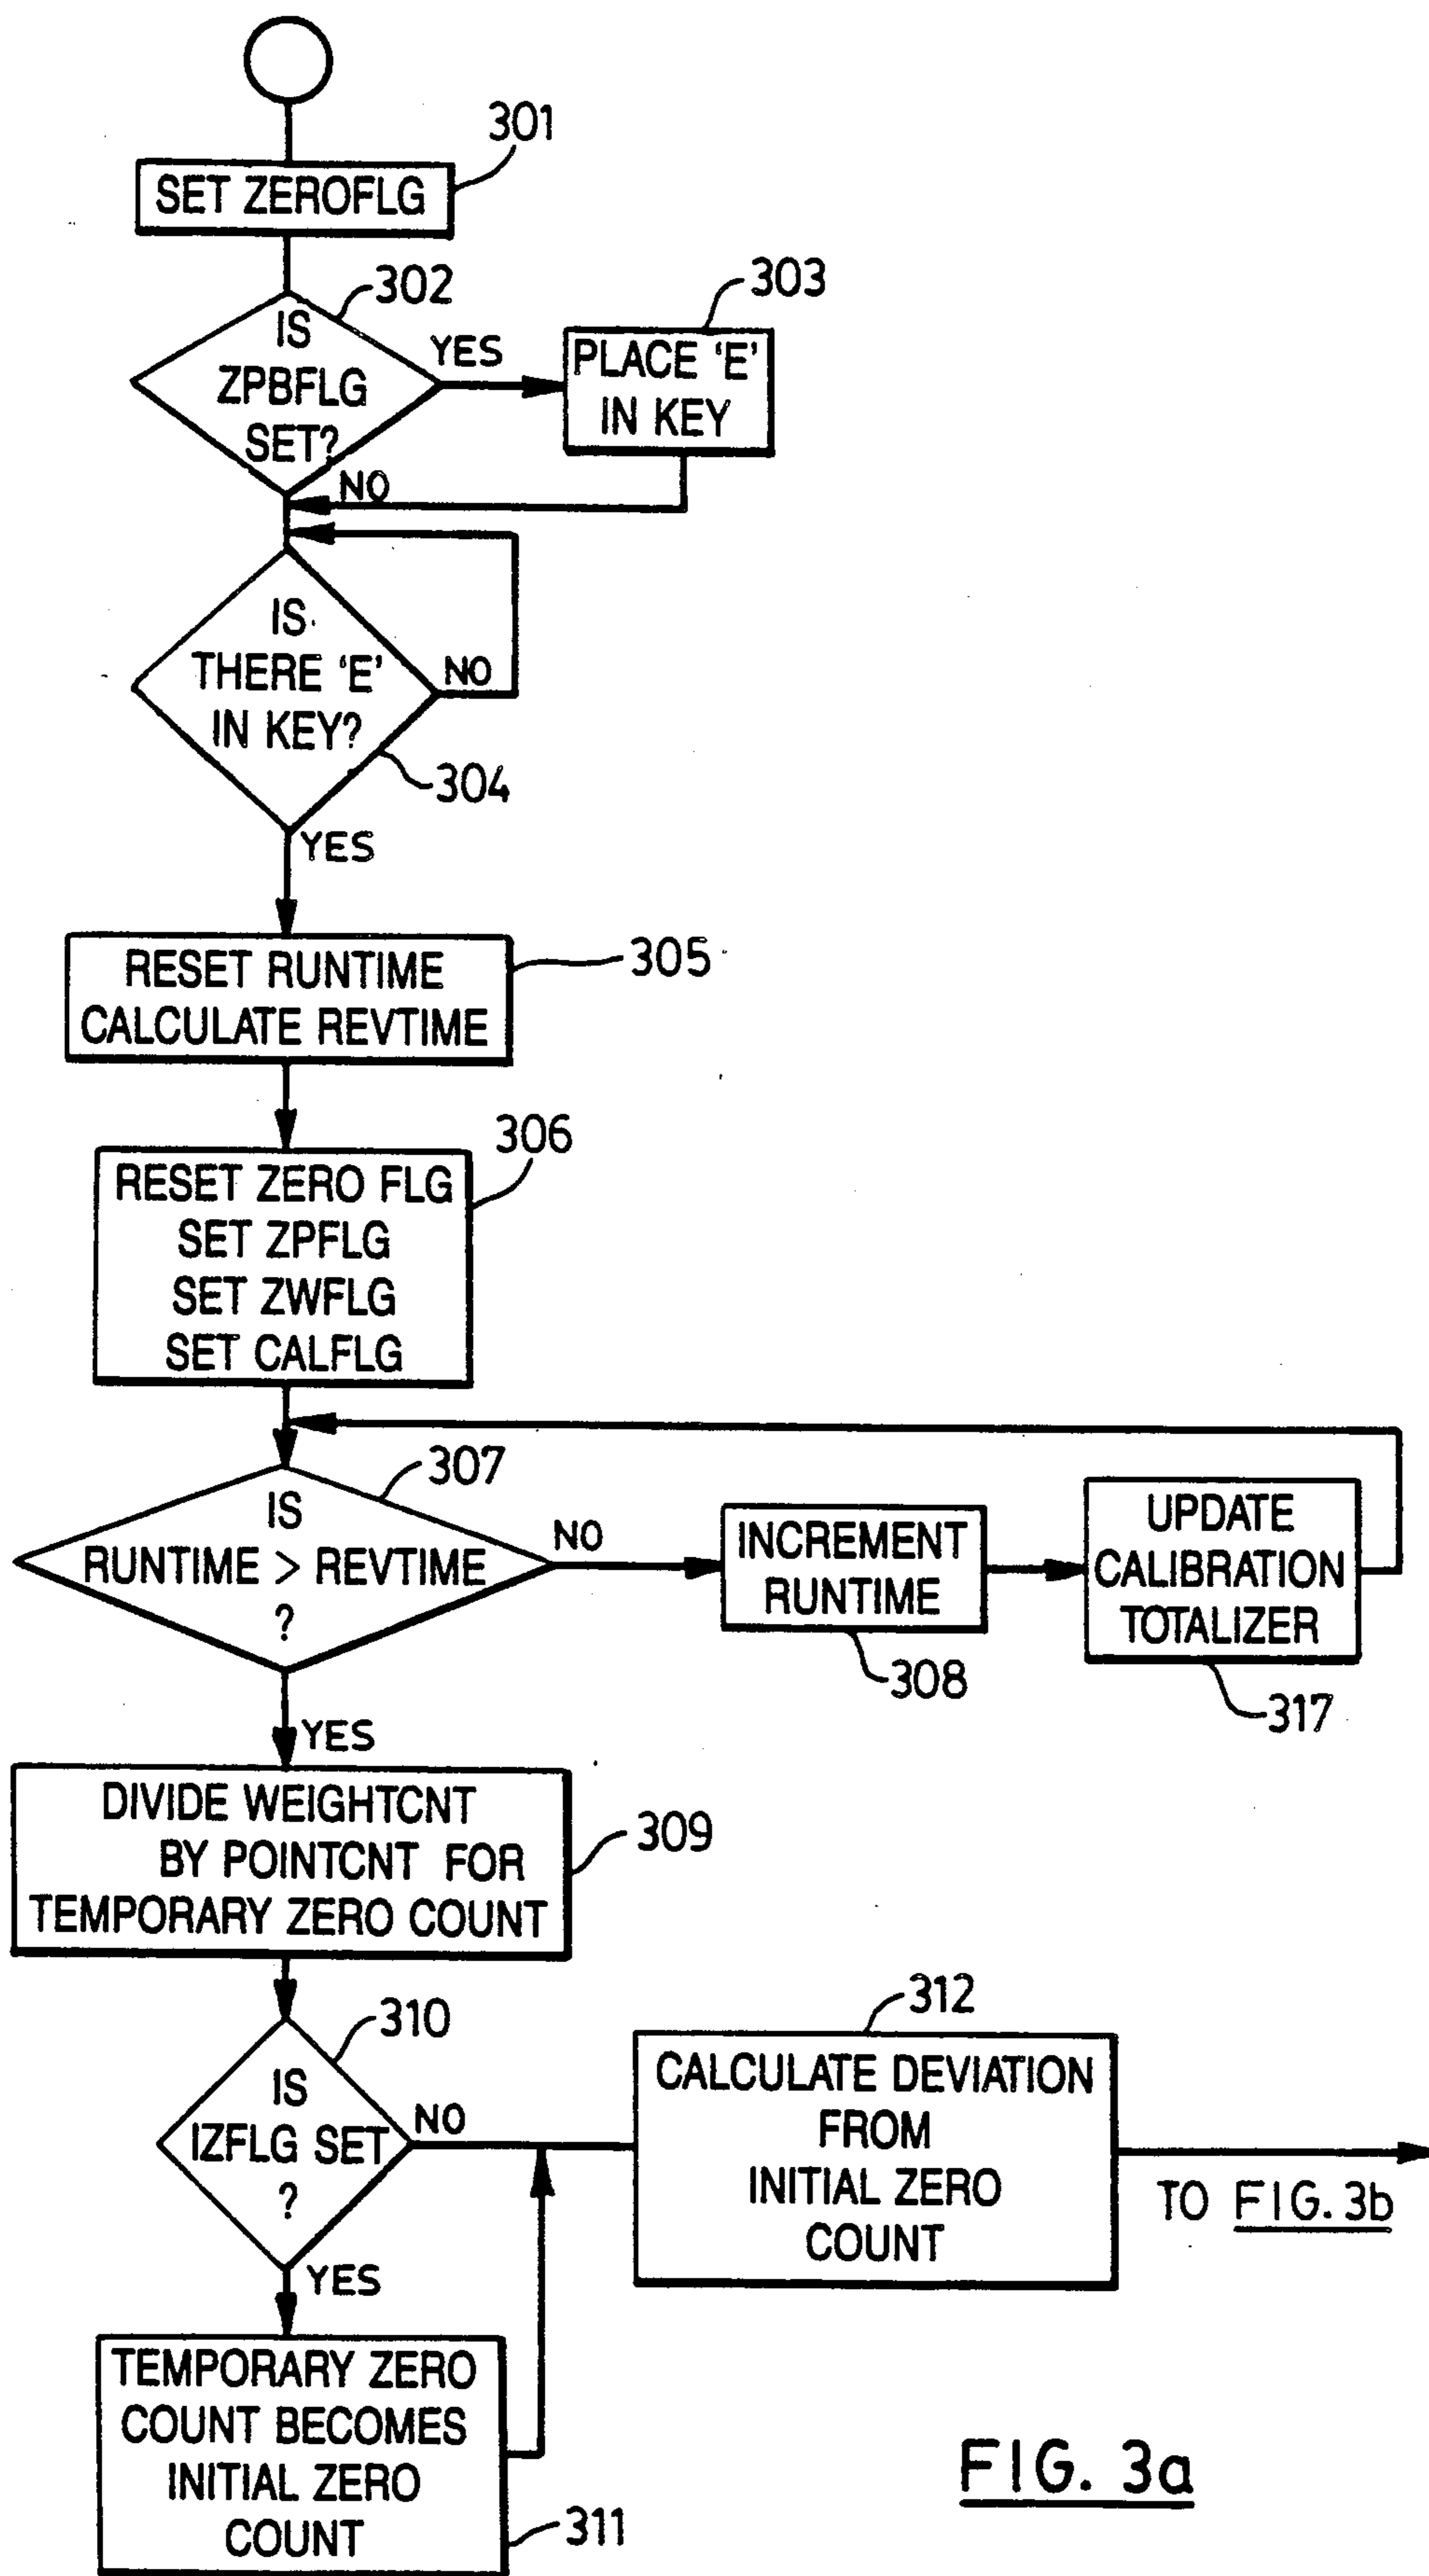 301
SET ZEROFLG
302
IS
ZPBFLG
SET?
YES
NO
303
PLACE ‘E’
IN KEY
IS
THERE ‘E’
IN KEY?
NO
304
YES
RESET RUNTIME
CALCULATE REVTIME
305
306
RESET ZERO FLG
SET ZPFLG
SET ZWFLG
SET CALFLG
307
IS
RUNTIME > REVTIME
?
NO
INCREMENT
RUNTIME
308
UPDATE
CALIBRATION
TOTALIZER
317
YES
DIVIDE WEIGHTCNT
BY POINTCNT FOR
TEMPORARY ZERO COUNT
309
310
IS
IZFLG SET
?
NO
312
CALCULATE DEVIATION
FROM
INITIAL ZERO
COUNT
TO FIG. 3b
YES
TEMPORARY ZERO
COUNT BECOMES
INITIAL ZERO
COUNT
311
FIG. 3a